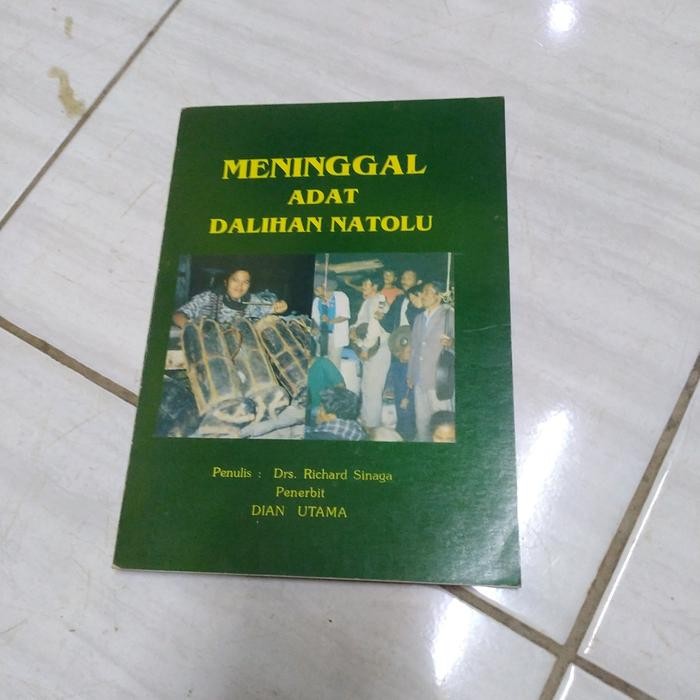 MENINGGAL
ADAT
DALIHAN NATOLU
Penulis : Drs. Richard Sinaga
Penerbit
DIAN UTAMA